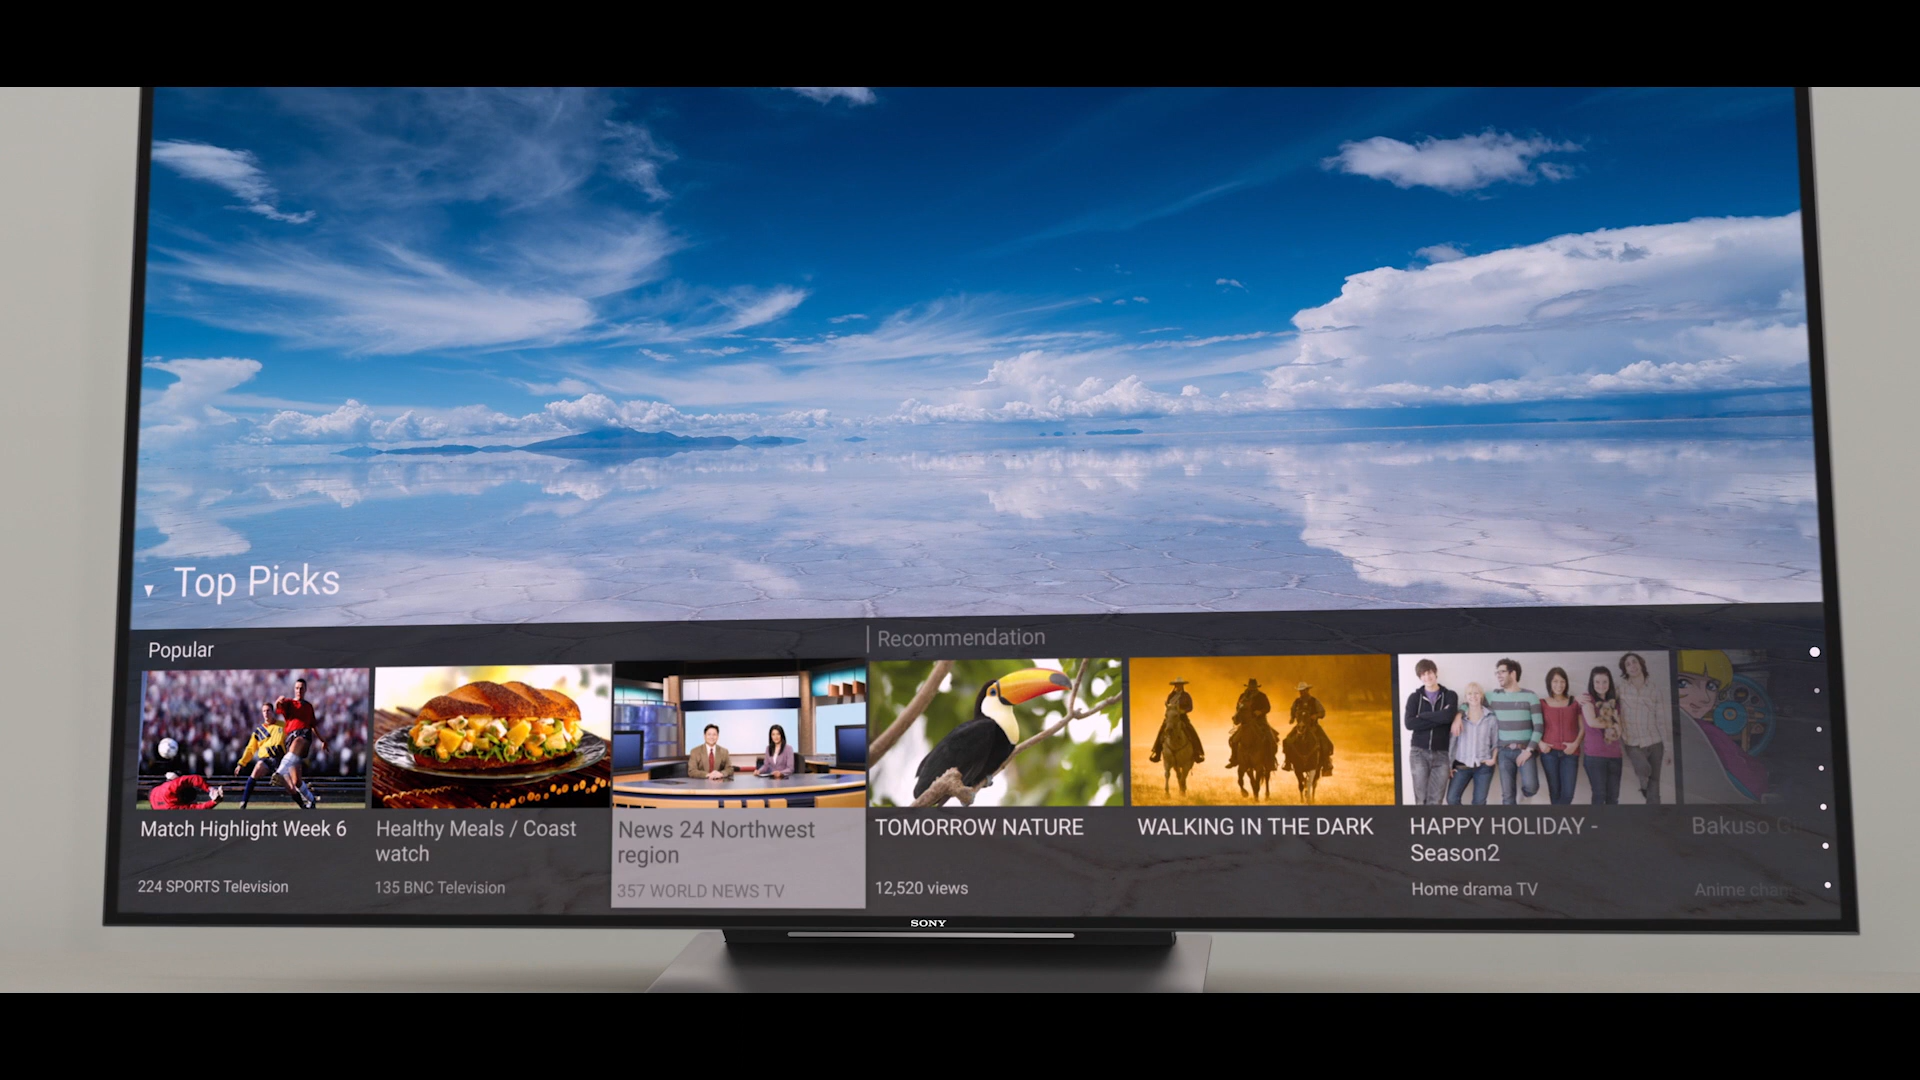 Top Picks
Popular
Recommendation
Match Highlight Week 6
224 SPORTS Television
Healthy Meals / Coast
watch
135 BNC Television
News 24 Northwest
region
357 WORLD NEWS TV
TOMORROW NATURE
12,520 views
WALKING IN THE DARK
HAPPY HOLIDAY -
Season2
Home drama TV
Bakuso
Anime
SONY